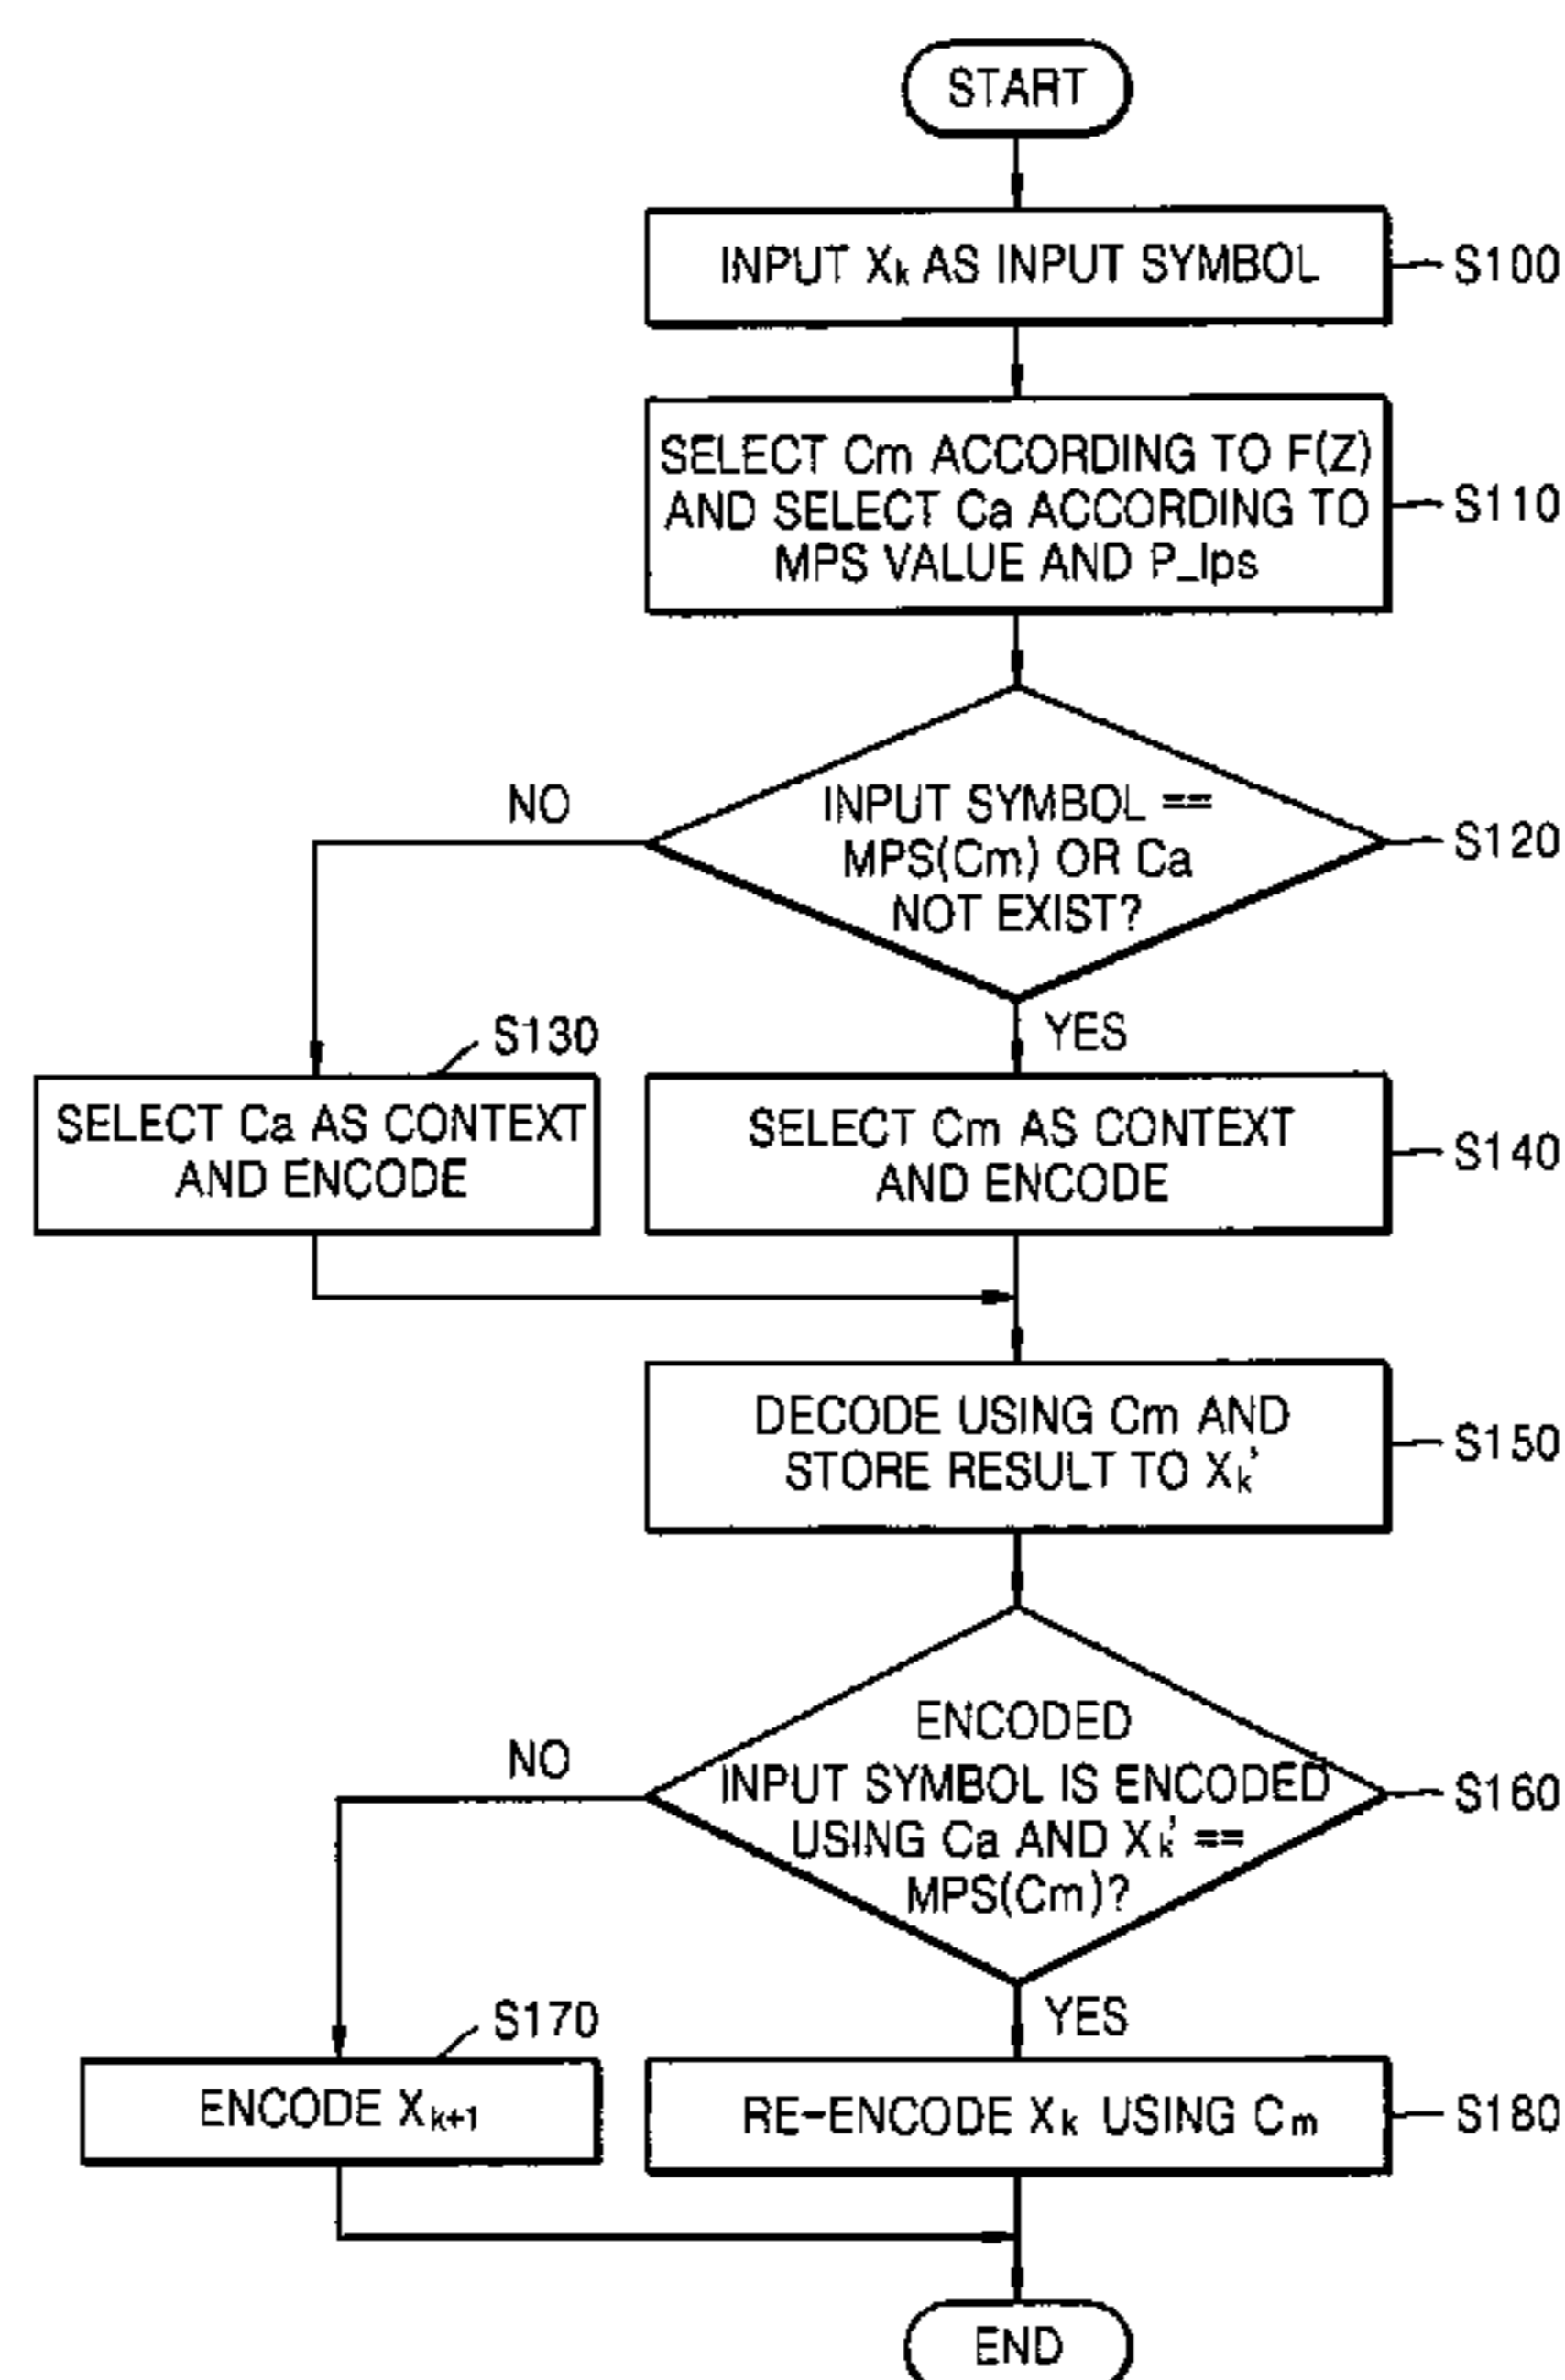 START
INPUT Xk AS INPUT SYMBOL
S100
SELECT Cm ACCORDING TO F(Z)
AND SELECT Ca ACCORDING TO
MPS VALUE AND P_lps
S110
INPUT SYMBOL ==
MPS(Cm) OR Ca
NOT EXIST?
S120
NO
YES
S130
SELECT Ca AS CONTEXT
AND ENCODE
SELECT Cm AS CONTEXT
AND ENCODE
S140
DECODE USING Cm AND
STORE RESULT TO Xk'
S150
ENCODED
INPUT SYMBOL IS ENCODED
USING Ca AND Xk' ==
MPS(Cm)?
S160
NO
YES
S170
ENCODE Xk+1
RE-ENCODE Xk USING Cm
S180
END